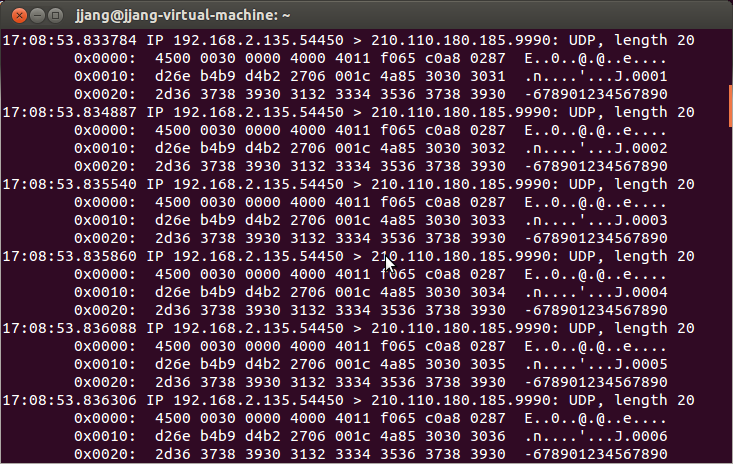 jjang@jjang-virtual-machine: ~
17:08:53.833784 IP 192.168.2.135.54450 > 210.110.180.185.9990: UDP, length 20
0x0000:  4500 0030 0000 4000 4011 f065 c0a8 0287  E..0..@.@..e....
0x0010:  d26e b4b9 d4b2 2706 001c 4a85 3030 3031  .n....'...J.0001
0x0020:  2d36 3738 3930 3132 3334 3536 3738 3930  -678901234567890
17:08:53.834887 IP 192.168.2.135.54450 > 210.110.180.185.9990: UDP, length 20
0x0000:  4500 0030 0000 4000 4011 f065 c0a8 0287  E..0..@.@..e....
0x0010:  d26e b4b9 d4b2 2706 001c 4a85 3030 3032  .n....'...J.0002
0x0020:  2d36 3738 3930 3132 3334 3536 3738 3930  -678901234567890
17:08:53.835540 IP 192.168.2.135.54450 > 210.110.180.185.9990: UDP, length 20
0x0000:  4500 0030 0000 4000 4011 f065 c0a8 0287  E..0..@.@..e....
0x0010:  d26e b4b9 d4b2 2706 001c 4a85 3030 3033  .n....'...J.0003
0x0020:  2d36 3738 3930 3132 3334 3536 3738 3930  -678901234567890
17:08:53.835860 IP 192.168.2.135.54450 > 210.110.180.185.9990: UDP, length 20
0x0000:  4500 0030 0000 4000 4011 f065 c0a8 0287  E..0..@.@..e....
0x0010:  d26e b4b9 d4b2 2706 001c 4a85 3030 3034  .n....'...J.0004
0x0020:  2d36 3738 3930 3132 3334 3536 3738 3930  -678901234567890
17:08:53.836088 IP 192.168.2.135.54450 > 210.110.180.185.9990: UDP, length 20
0x0000:  4500 0030 0000 4000 4011 f065 c0a8 0287  E..0..@.@..e....
0x0010:  d26e b4b9 d4b2 2706 001c 4a85 3030 3035  .n....'...J.0005
0x0020:  2d36 3738 3930 3132 3334 3536 3738 3930  -678901234567890
17:08:53.836306 IP 192.168.2.135.54450 > 210.110.180.185.9990: UDP, length 20
0x0000:  4500 0030 0000 4000 4011 f065 c0a8 0287  E..0..@.@..e....
0x0010:  d26e b4b9 d4b2 2706 001c 4a85 3030 3036  .n....'...J.0006
0x0020:  2d36 3738 3930 3132 3334 3536 3738 3930  -678901234567890